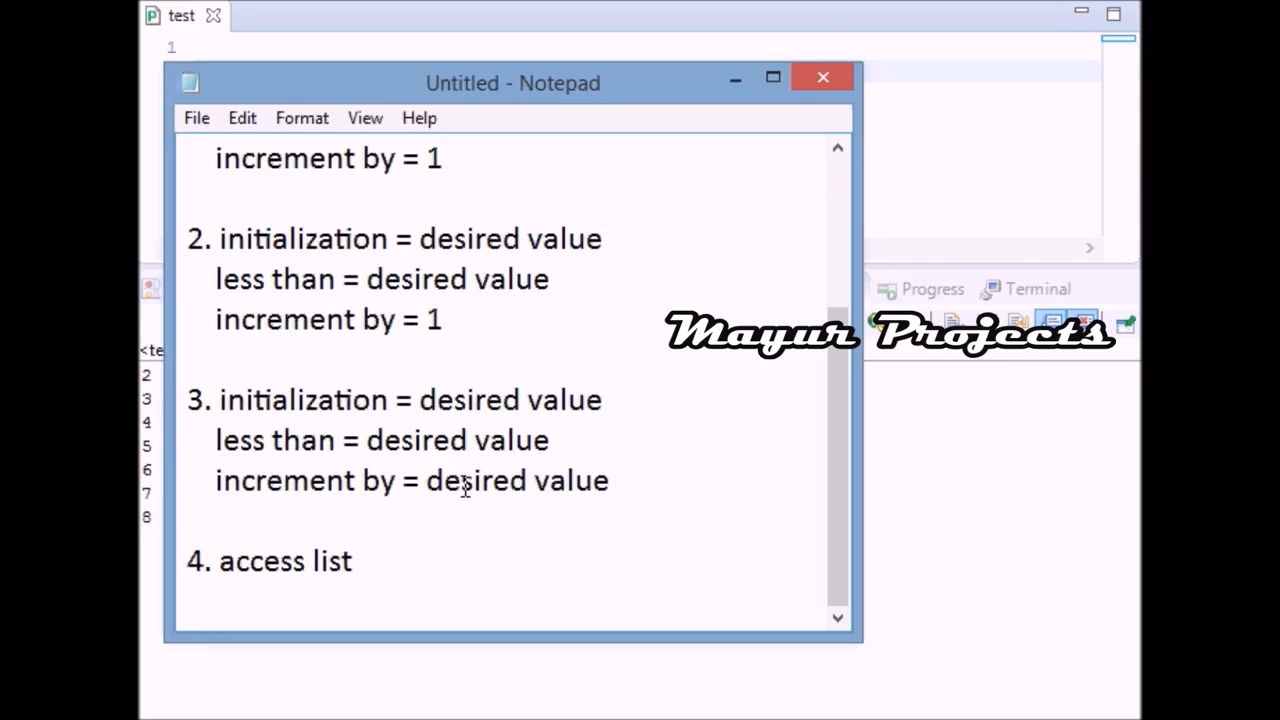 test
1
Untitled - Notepad
File Edit Format View Help
increment by = 1
2. initialization = desired value
less than = desired value
increment by = 1
3. initialization = desired value
less than = desired value
increment by = desired value
4. access list
Progress Terminal
Mayur Projects
<te
2
3
4
5
6
7
8